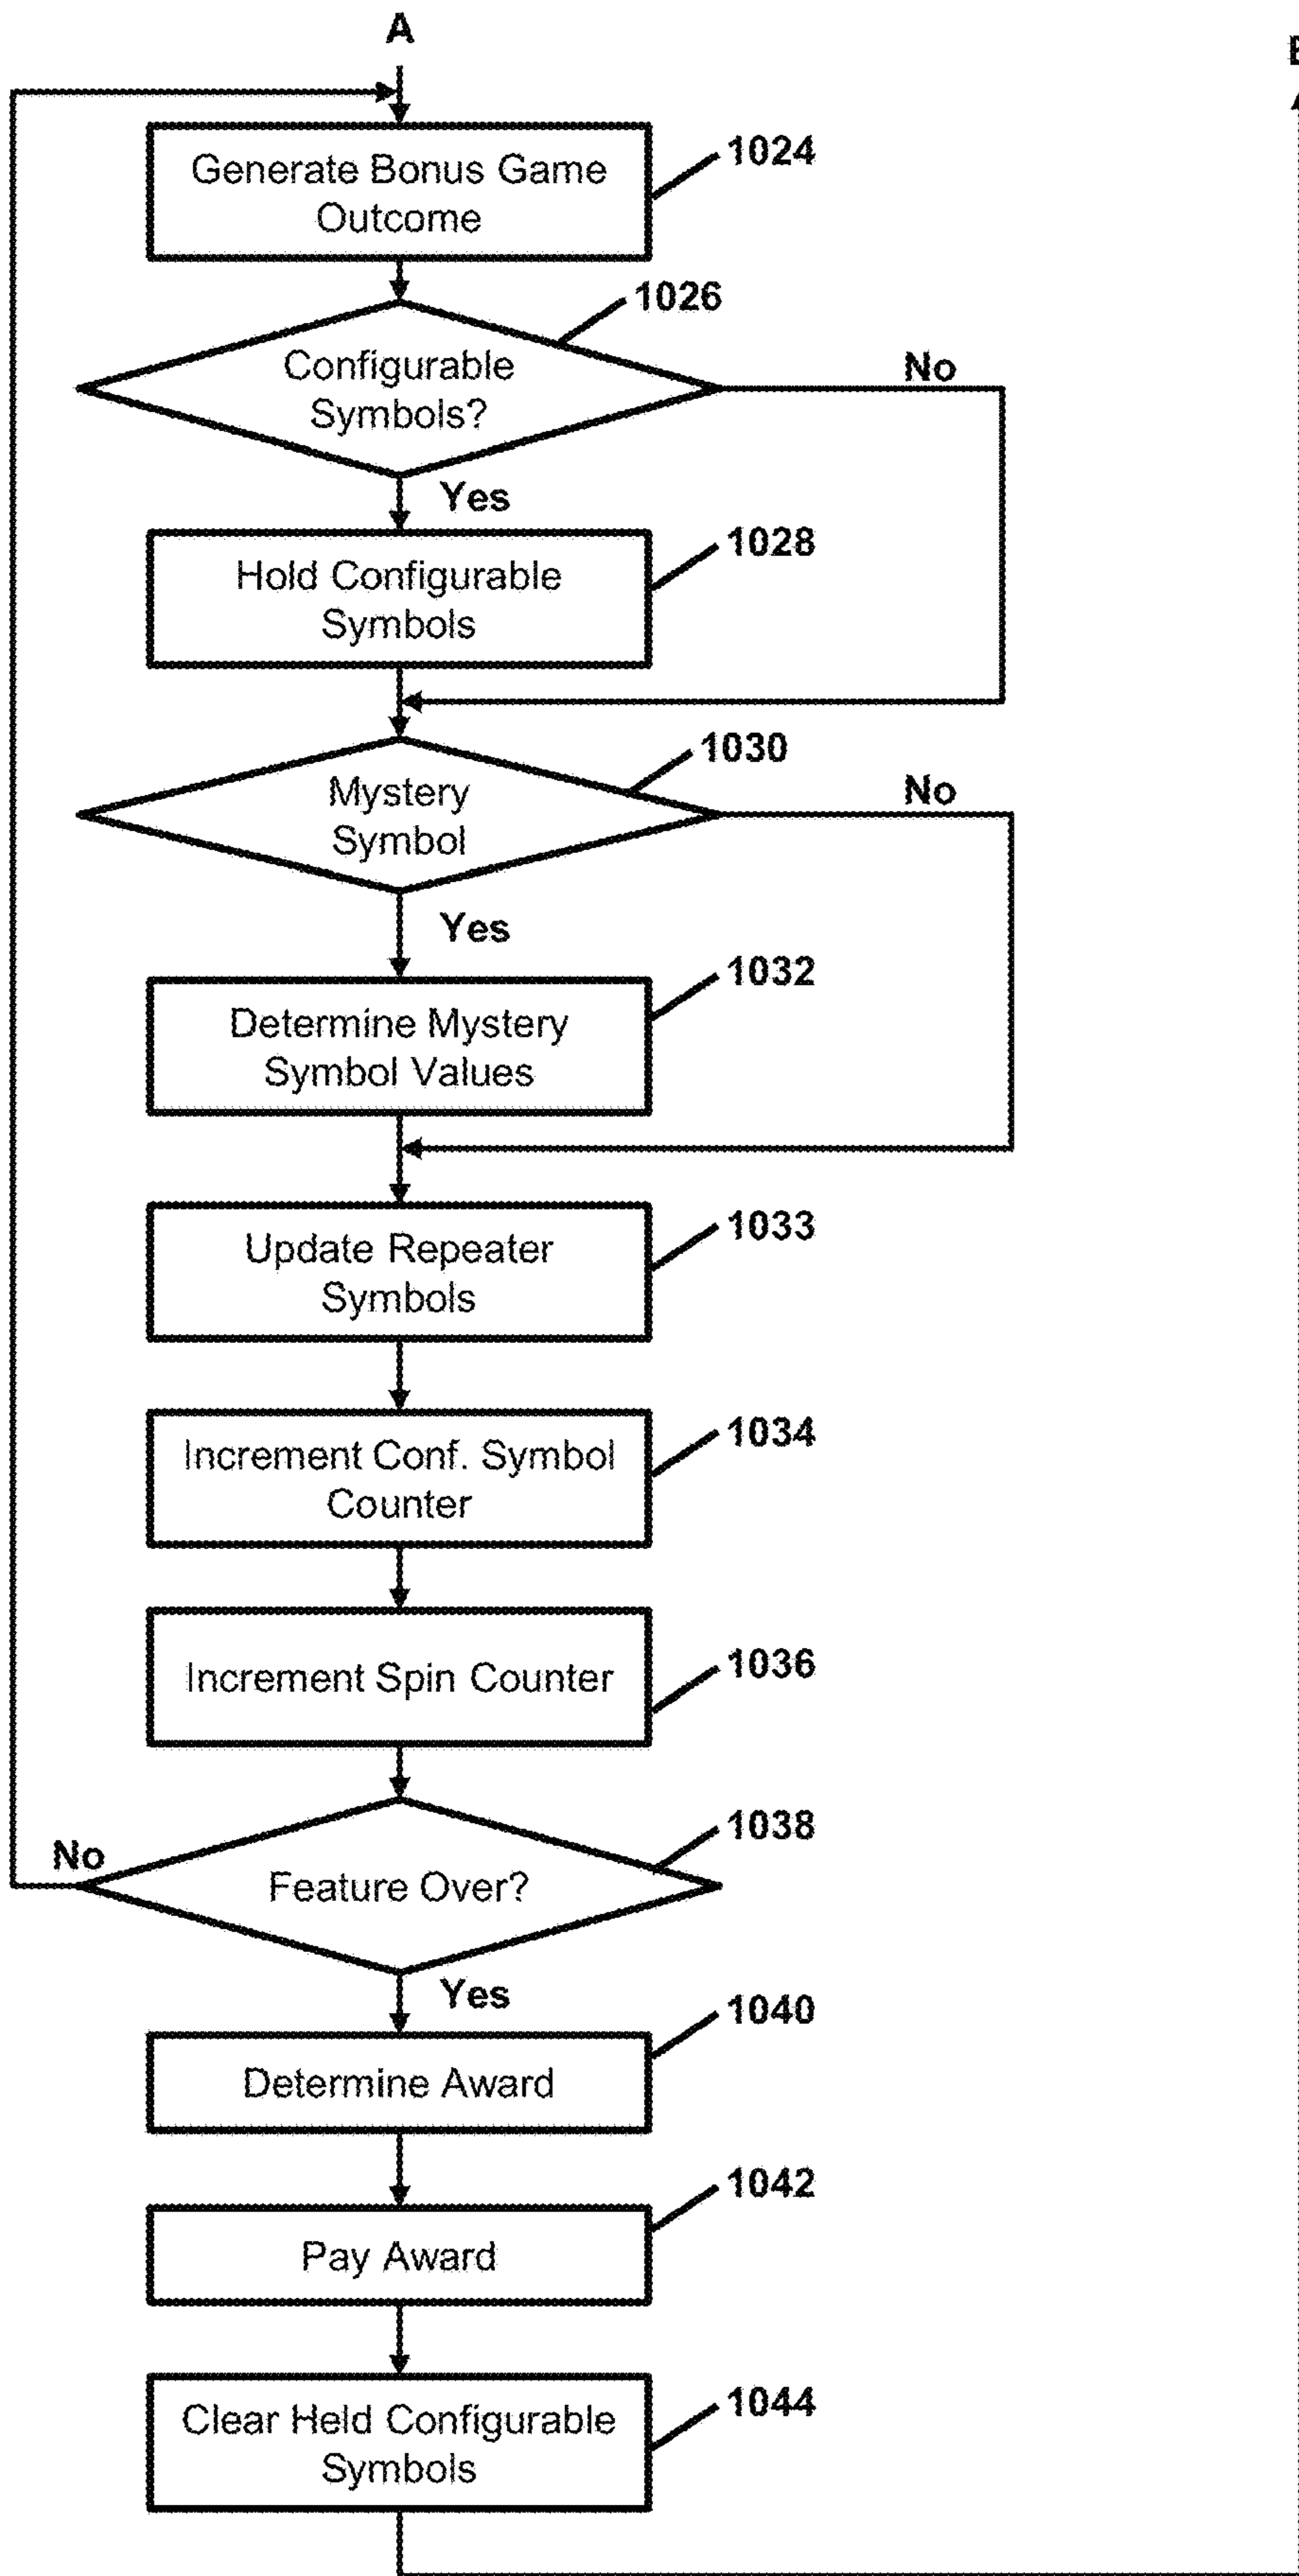 A
Generate Bonus Game
Outcome
1024
1026
Configurable
Symbols?
No
Yes
Hold Configurable
Symbols
1028
1030
Mystery
Symbol
No
Yes
Determine Mystery
Symbol Values
1032
Update Repeater
Symbols
1033
Increment Conf. Symbol
Counter
1034
Increment Spin Counter
1036
1038
No
Feature Over?
Yes
Determine Award
1040
Pay Award
1042
Clear Held Configurable
Symbols
1044